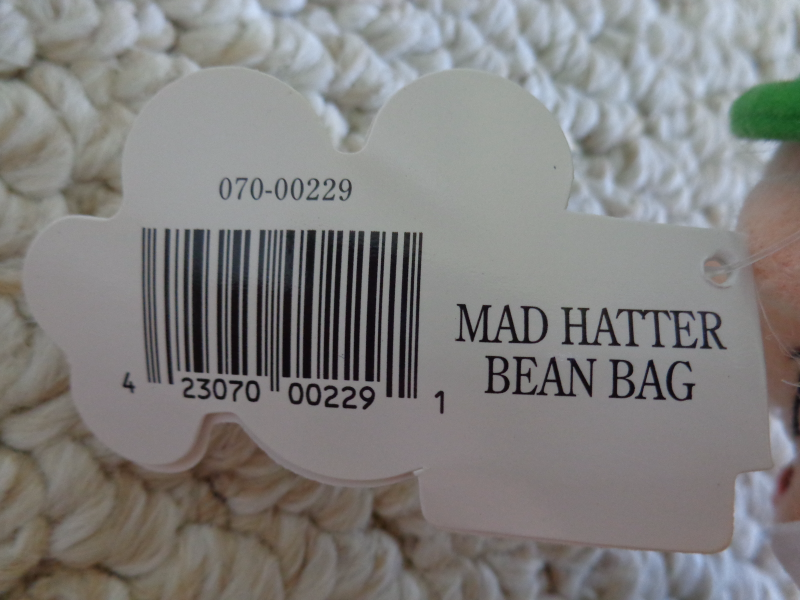 070-00229
4 23070 00229 1
MAD HATTER
BEAN BAG